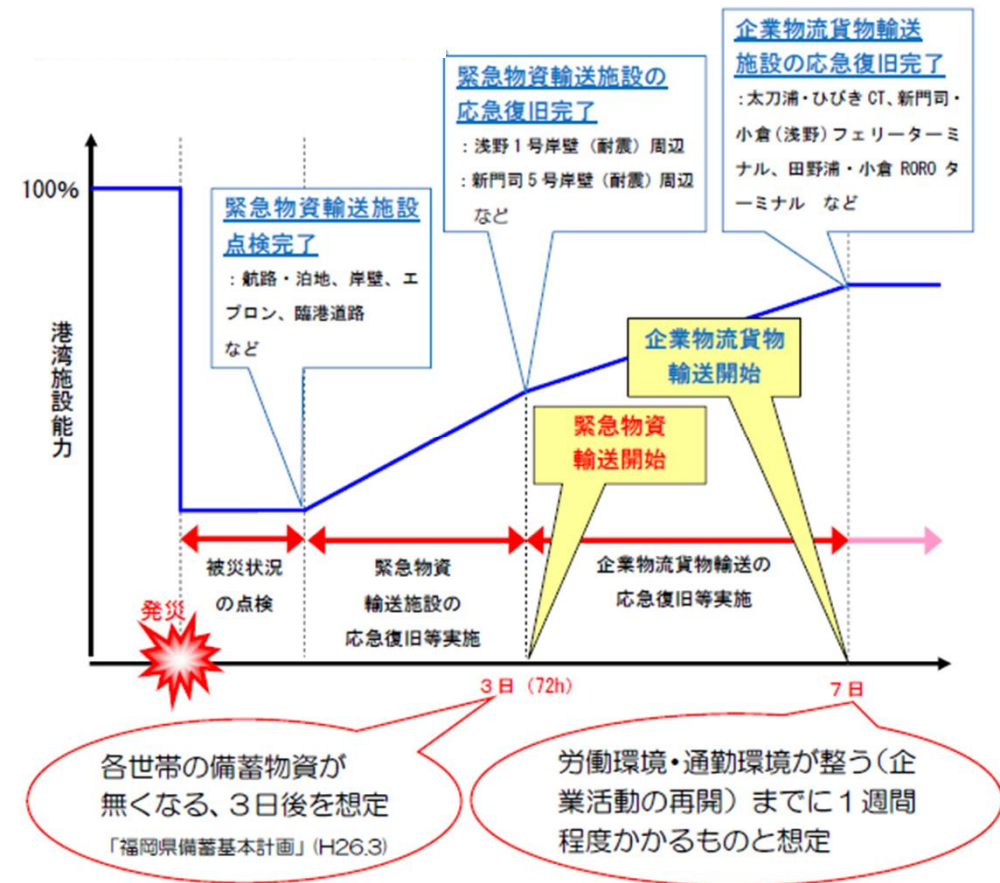 企業物流貨物輸送
施設の応急復旧完了
：太刀浦・ひびき CT、新門司・
小倉(浅野)フェリーターミ
ナル、田野浦・小倉 RORO タ
ーミナル　など
緊急物資輸送施設の
応急復旧完了
：浅野１号岸壁（耐震）周辺
：新門司５号岸壁（耐震）周辺
など
100%
緊急物資輸送施設
点検完了
：航路・泊地、岸壁、エ
プロン、臨港道路
など
港湾施設能力
企業物流貨物
輸送開始
緊急物資
輸送開始
被災状況
の点検
緊急物資
輸送施設の
応急復旧等実施
企業物流貨物輸送の
応急復旧等実施
発災
３日（72h）
７日
各世帯の備蓄物資が
無くなる、３日後を想定
「福岡県備蓄基本計画」(H26.3)
労働環境・通勤環境が整う（企
業活動の再開）までに１週間
程度かかるものと想定